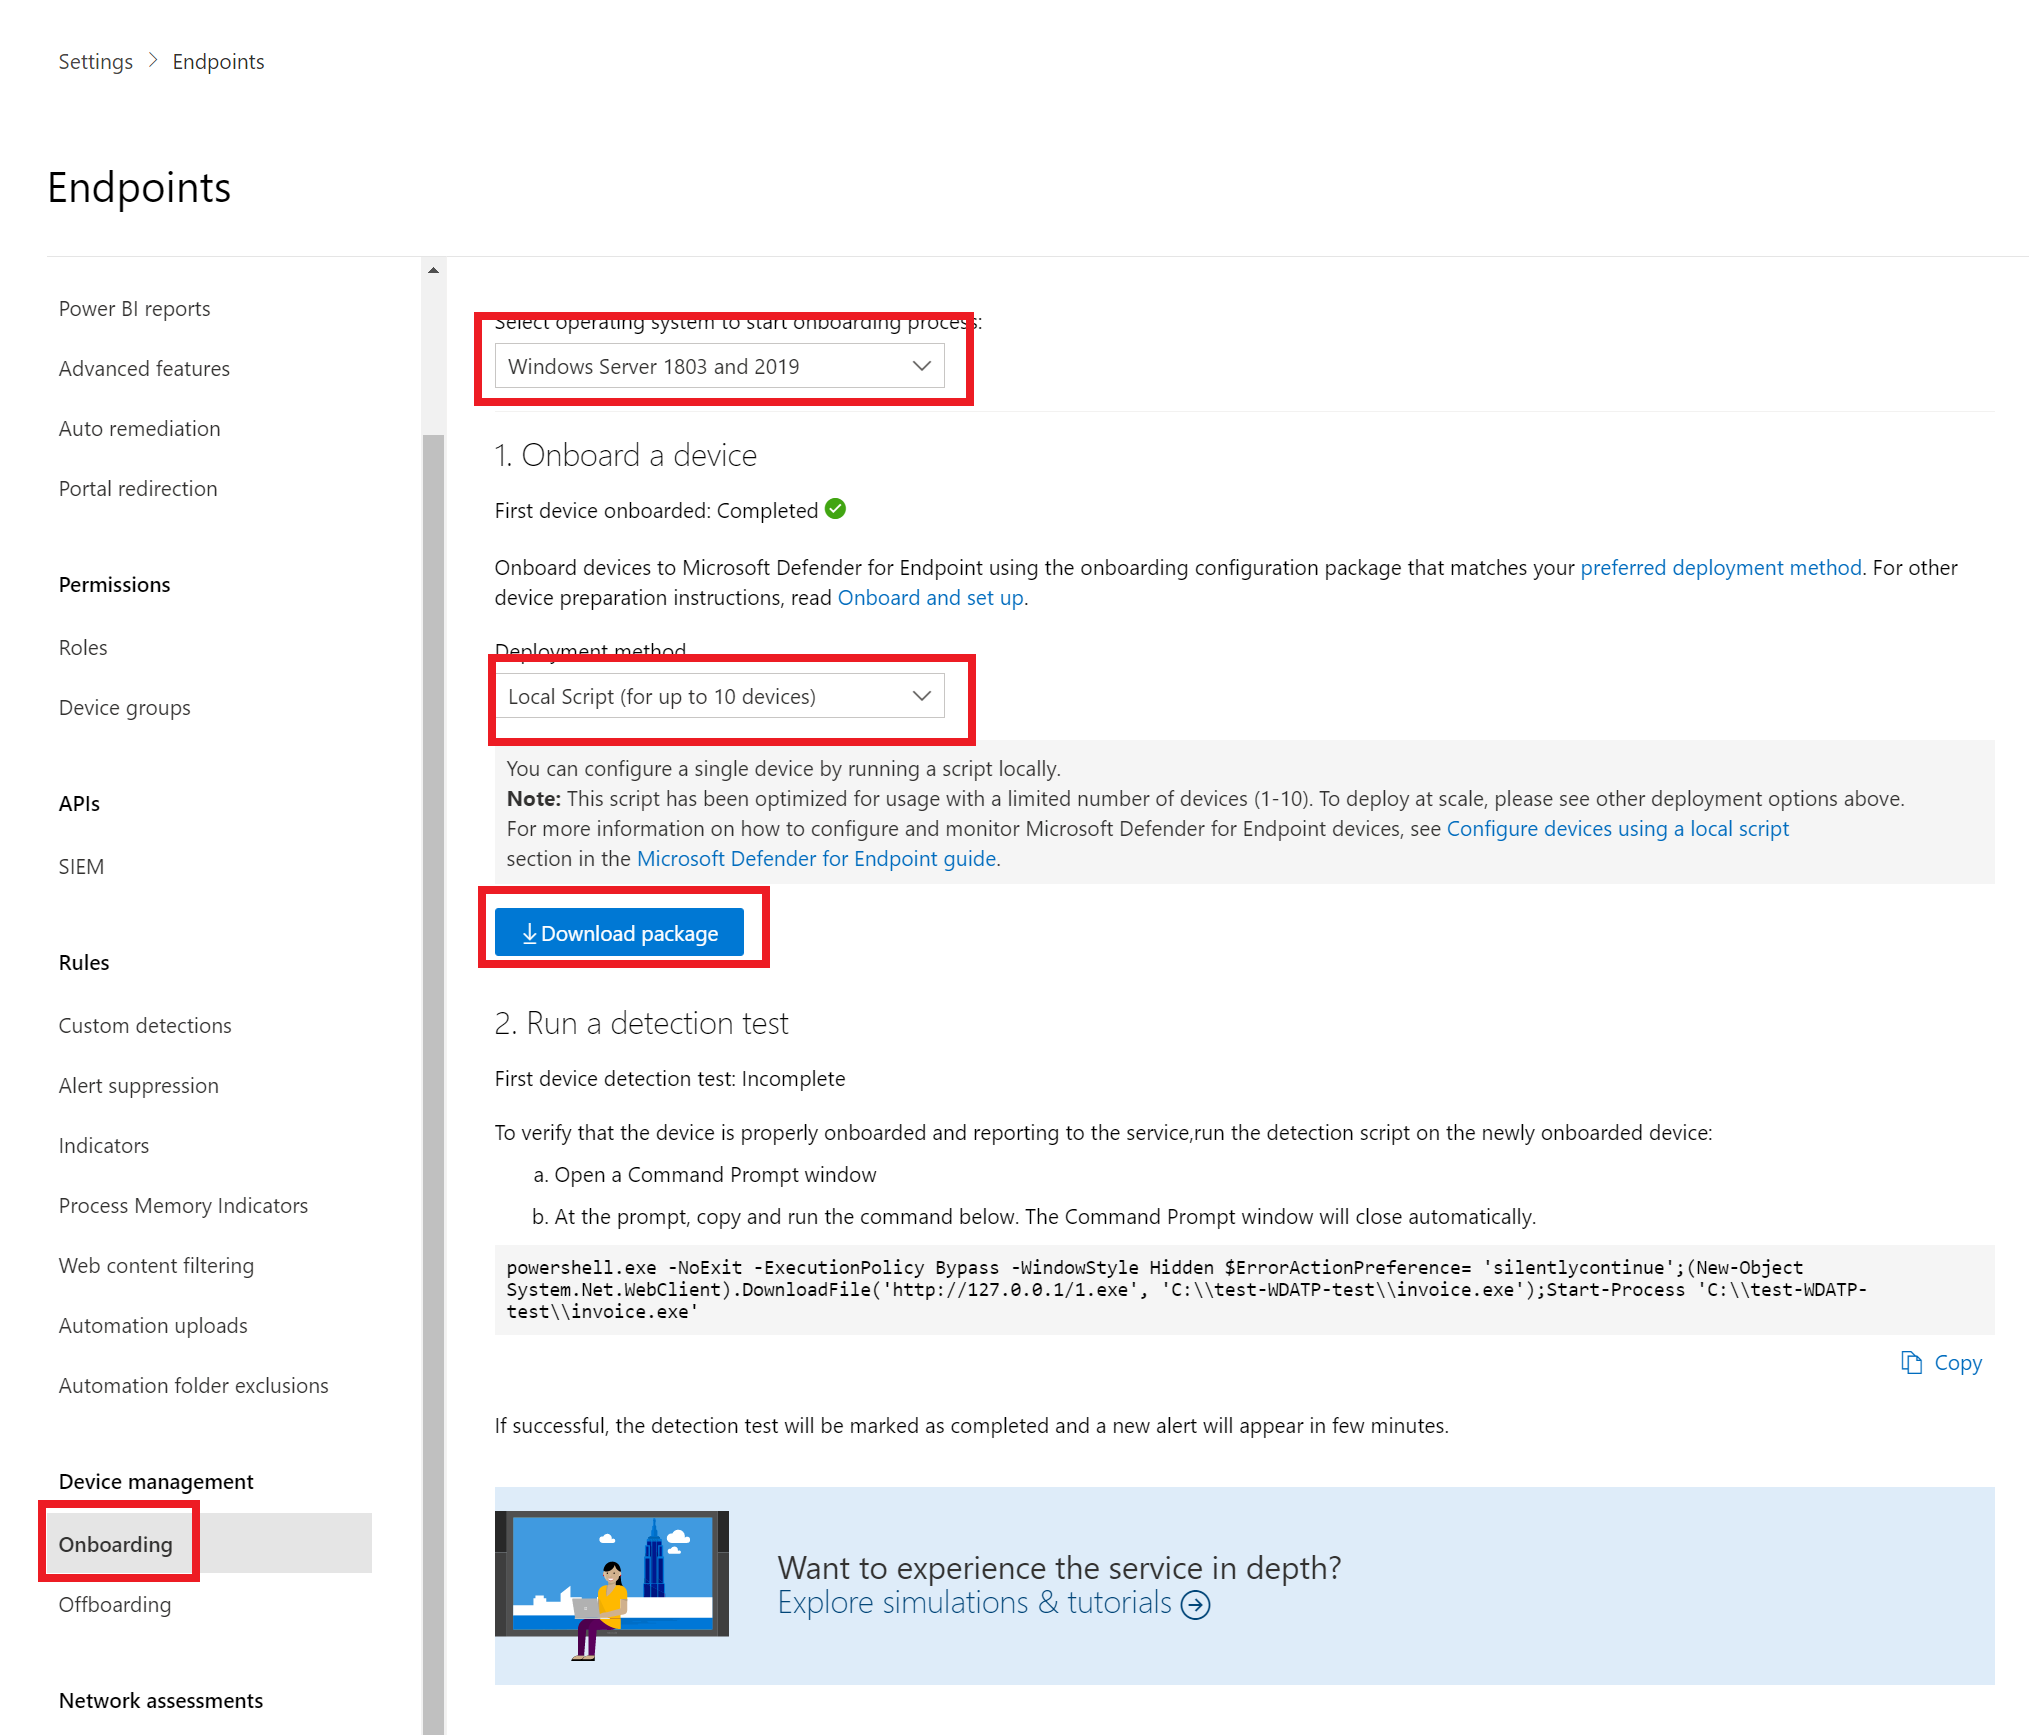 Settings > Endpoints
Endpoints
Power BI reports
Advanced features
Auto remediation
Portal redirection
Permissions
Roles
Device groups
APIs
SIEM
Rules
Custom detections
Alert suppression
Indicators
Process Memory Indicators
Web content filtering
Automation uploads
Automation folder exclusions
Device management
Onboarding
Offboarding
Network assessments
Select operating system to start onboarding process:
Windows Server 1803 and 2019
1. Onboard a device
First device onboarded: Completed
Onboard devices to Microsoft Defender for Endpoint using the onboarding configuration package that matches your preferred deployment method. For other
device preparation instructions, read Onboard and set up.
Deployment method
Local Script (for up to 10 devices)
You can configure a single device by running a script locally.
Note: This script has been optimized for usage with a limited number of devices (1-10). To deploy at scale, please see other deployment options above.
For more information on how to configure and monitor Microsoft Defender for Endpoint devices, see Configure devices using a local script
section in the Microsoft Defender for Endpoint guide.
Download package
2. Run a detection test
First device detection test: Incomplete
To verify that the device is properly onboarded and reporting to the service,run the detection script on the newly onboarded device:
a. Open a Command Prompt window
b. At the prompt, copy and run the command below. The Command Prompt window will close automatically.
powershell.exe -NoExit -ExecutionPolicy Bypass -WindowStyle Hidden $ErrorActionPreference= 'silentlycontinue';(New-Object
System.Net.WebClient).DownloadFile('http://127.0.0.1/1.exe', 'C:\\test-WDATP-test\\invoice.exe');Start-Process 'C:\\test-WDATP-
test\\invoice.exe'
Copy
If successful, the detection test will be marked as completed and a new alert will appear in few minutes.
Want to experience the service in depth?
Explore simulations & tutorials